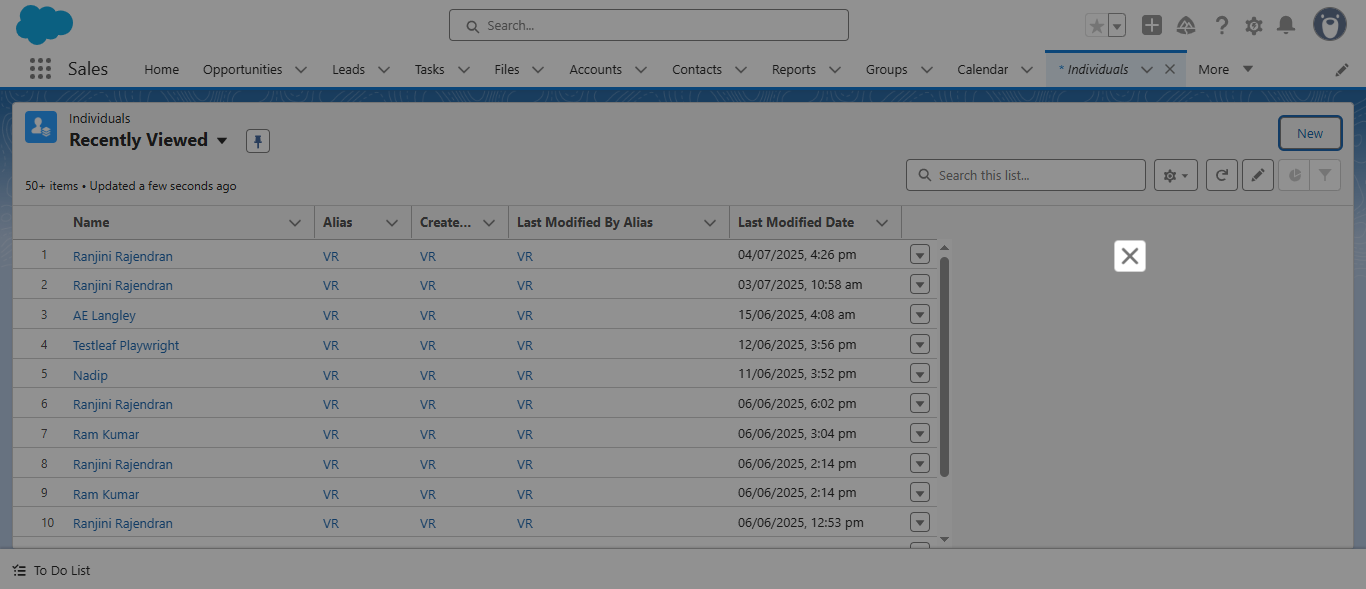 Search...
Sales
Home
Opportunities
Leads
Tasks
Files
Accounts
Contacts
Reports
Groups
Calendar
* Individuals
More
Individuals
Recently Viewed
New
50+ items • Updated a few seconds ago
Search this list...
Name Alias Create... Last Modified By Alias Last Modified Date
1 Ranjini Rajendran VR VR VR 04/07/2025, 4:26 pm
2 Ranjini Rajendran VR VR VR 03/07/2025, 10:58 am
3 AE Langley VR VR VR 15/06/2025, 4:08 am
4 Testleaf Playwright VR VR VR 12/06/2025, 3:56 pm
5 Nadip VR VR VR 11/06/2025, 3:52 pm
6 Ranjini Rajendran VR VR VR 06/06/2025, 6:02 pm
7 Ram Kumar VR VR VR 06/06/2025, 3:04 pm
8 Ranjini Rajendran VR VR VR 06/06/2025, 2:14 pm
9 Ram Kumar VR VR VR 06/06/2025, 2:14 pm
10 Ranjini Rajendran VR VR VR 06/06/2025, 12:53 pm
To Do List